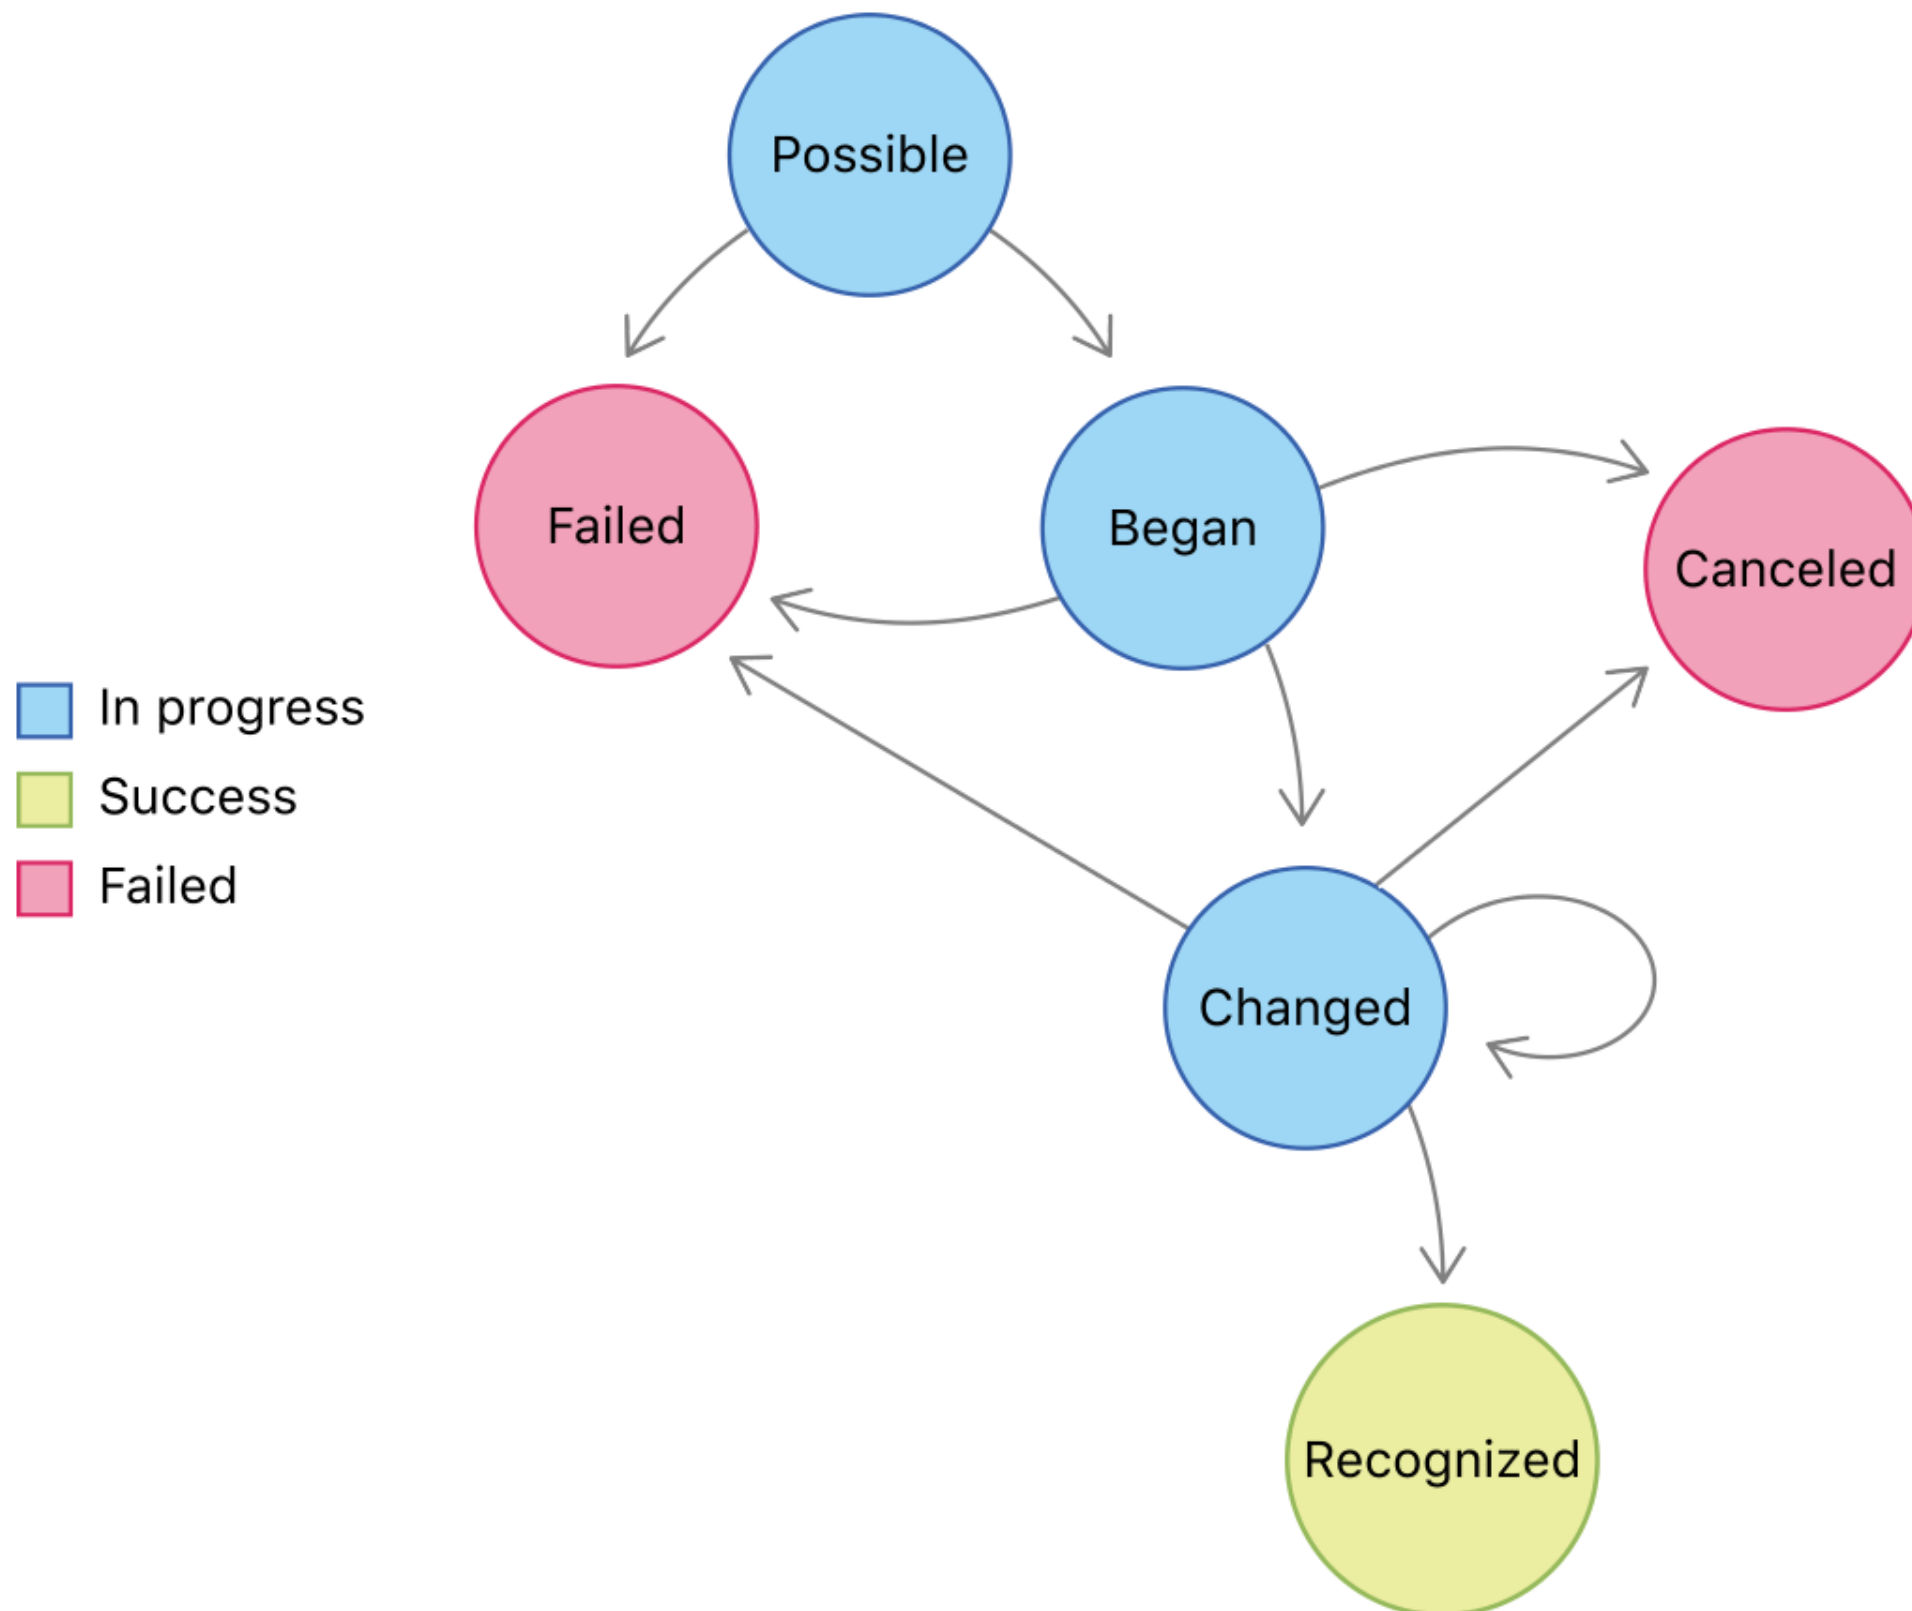 Possible
Failed
Began
Canceled
In progress
Success
Failed
Changed
Recognized